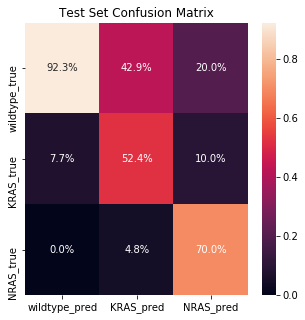 Test Set Confusion Matrix
wildtype_true
92.3%
42.9%
20.0%
KRAS_true
7.7%
52.4%
10.0%
NRAS_true
0.0%
4.8%
70.0%
wildtype_pred
KRAS_pred
NRAS_pred
0.8
0.6
0.4
0.2
0.0